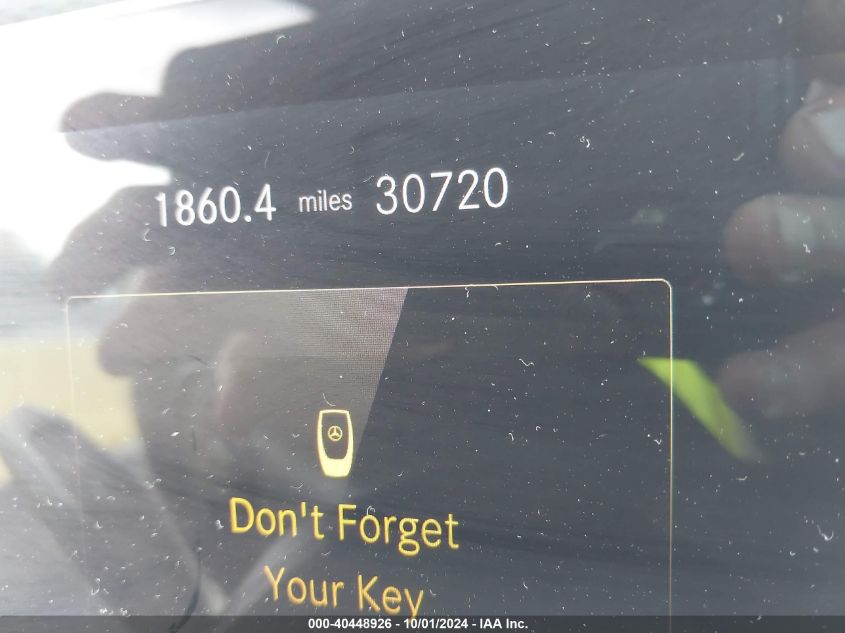 1860.4 miles 30720
Don't Forget
Your Key
000-40448926 - 10/01/2024 - IAA Inc.